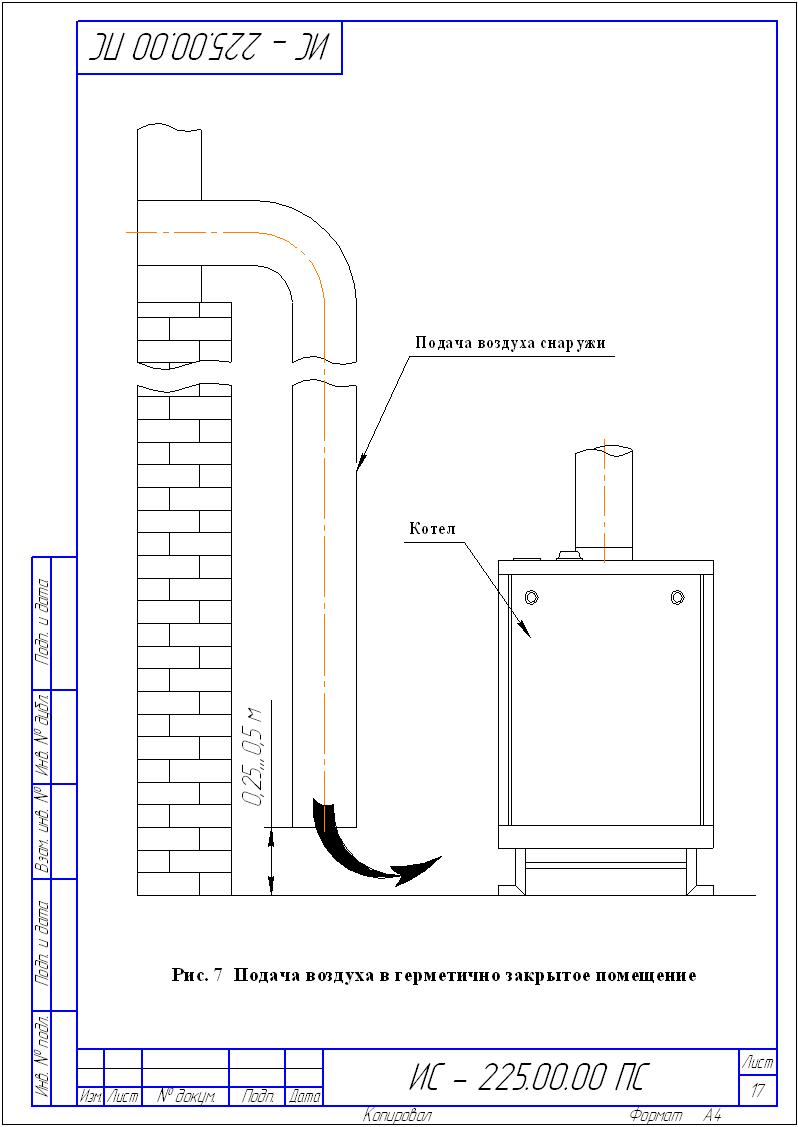 ИС - 225.00.00 ПС
Подача воздуха снаружи
Котел
0,25...0,5 м
Рис. 7 Подача воздуха в герметично закрытое помещение
Подп. и дата
Инв. № дубл.
Взам. инв. №
Подп. и дата
Инв. № подл.
Изм. Лист № докум. Подп. Дата
ИС - 225.00.00 ПС
Лист
17
Копировал Формат А4